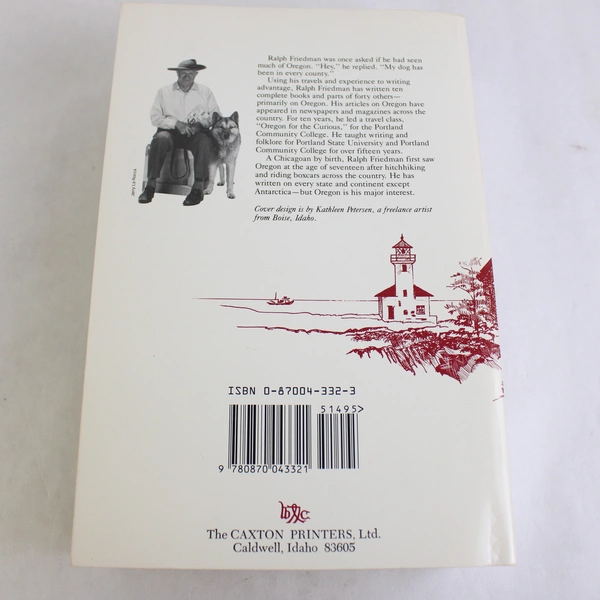 Ralph Friedman was once asked if he had seen
much of Oregon. "Hey," he replied. "My dog has
been in every county."
Using his travels and experience to writing
advantage, Ralph Friedman has written ten
complete books and parts of forty others—
primarily on Oregon. His articles on Oregon have
appeared in newspapers and magazines across the
country. For ten years, he led a travel class,
"Oregon for the Curious," for the Portland
Community College. He taught writing and
folklore for Portland State University and Portland
Community College for over fifteen years.
A Chicagoan by birth, Ralph Friedman first saw
Oregon at the age of seventeen after hitchhiking
and riding boxcars across the country. He has
written on every state and continent except
Antarctica—but Oregon is his major interest.
Cover design is by Kathleen Petersen, a freelance artist
from Boise, Idaho.
Jerry La Rocca
ISBN 0-87004-332-3
51495>
9 780870 043321
The CAXTON PRINTERS, Ltd.
Caldwell, Idaho 83605